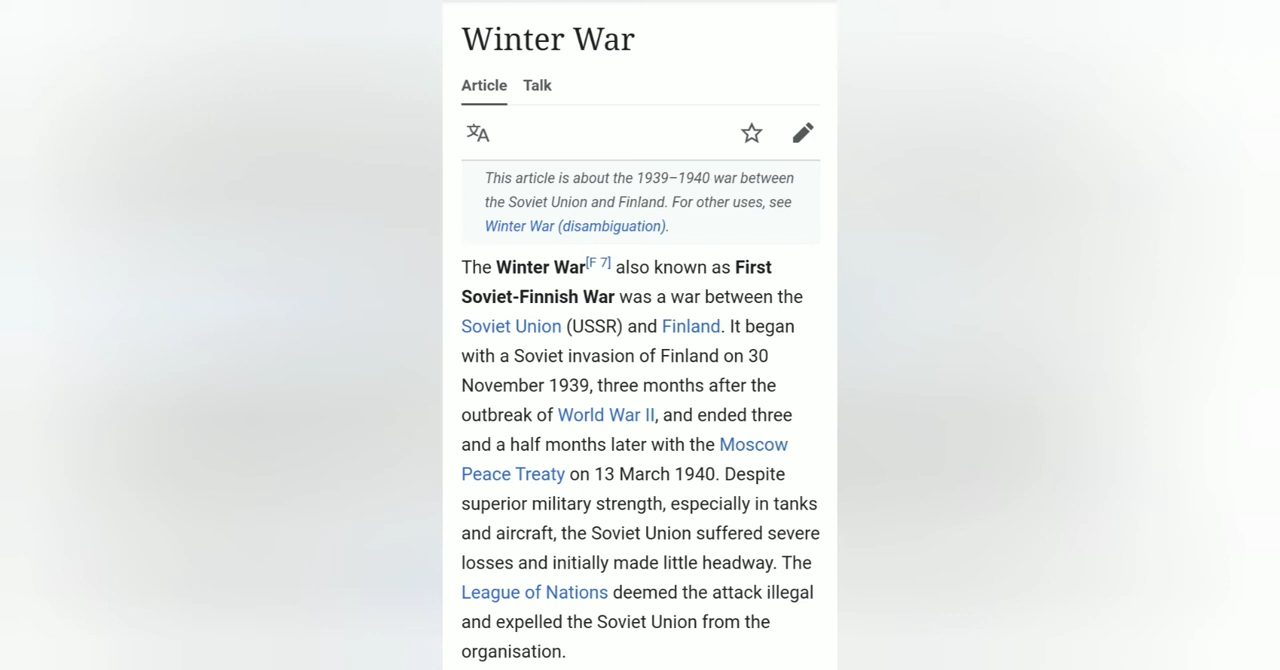 Winter War
Article Talk
This article is about the 1939–1940 war between
the Soviet Union and Finland. For other uses, see
Winter War (disambiguation).
The Winter War[F 7] also known as First
Soviet-Finnish War was a war between the
Soviet Union (USSR) and Finland. It began
with a Soviet invasion of Finland on 30
November 1939, three months after the
outbreak of World War II, and ended three
and a half months later with the Moscow
Peace Treaty on 13 March 1940. Despite
superior military strength, especially in tanks
and aircraft, the Soviet Union suffered severe
losses and initially made little headway. The
League of Nations deemed the attack illegal
and expelled the Soviet Union from the
organisation.